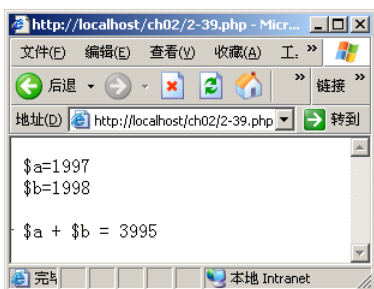 http://localhost/ch02/2-39.php - Micr...
文件(F) 编辑(E) 查看(V) 收藏(A) 工: »
后退 » 链接 »
地址(D) http://localhost/ch02/2-39.php 转到
$a=1997
$b=1998
$a + $b = 3995
本地 Intranet